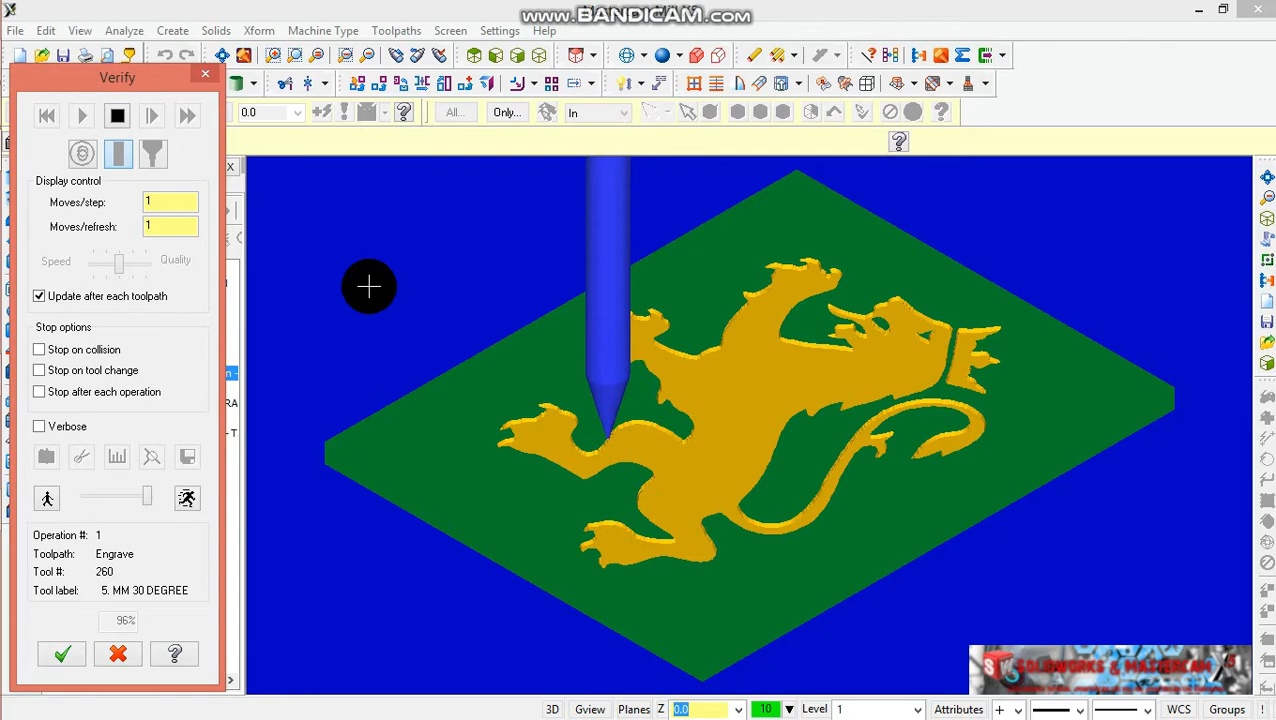 www.BANDICAM.com
File Edit View Analyze Create Solids Xform Machine Type Toolpaths Screen Settings Help
Verify
0.0 All... Only... In
Display control
Moves/step: 1
Moves/refresh: 1
Speed Quality
Update after each toolpath
Stop options
Stop on collision
Stop on tool change
Stop after each operation
Verbose
Operation #: 1
Toolpath: Engrave
Tool #: 260
Tool label: 5. MM 30 DEGREE
96%
SOLIDWORKS & MASTERCAM
3D Gview Planes Z 0.0 10 Level 1 Attributes WCS Groups